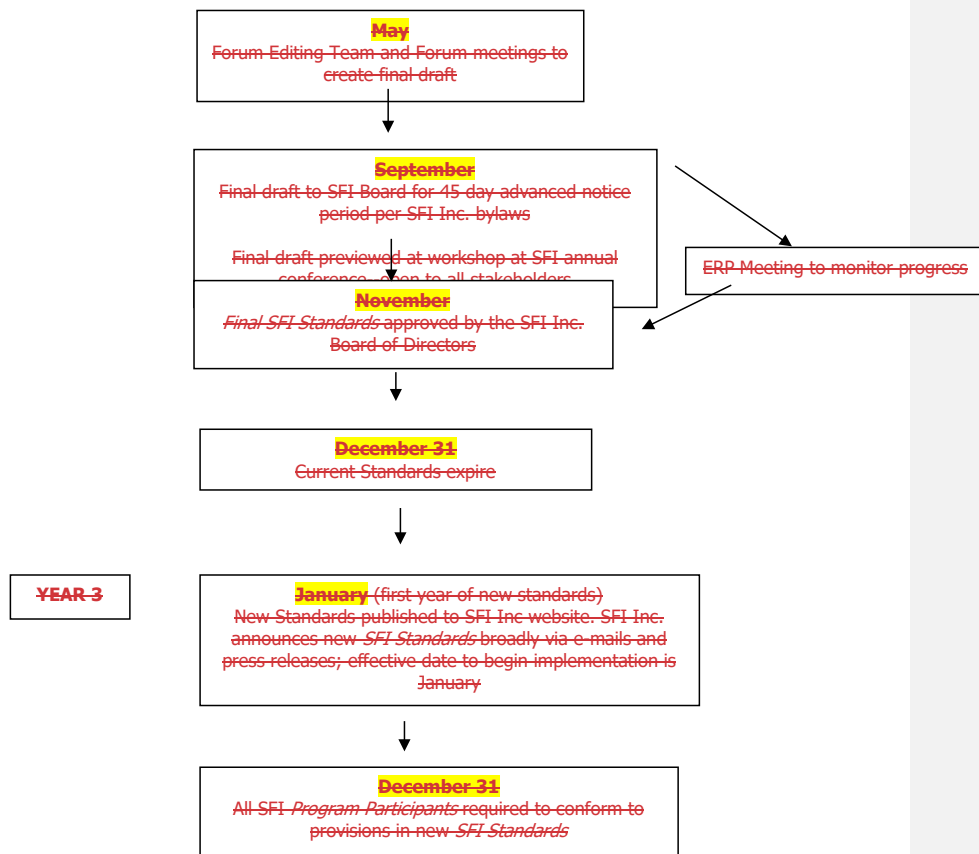 May
Forum Editing Team and Forum meetings to
create final draft
September
Final draft to SFI Board for 45 day advanced notice
period per SFI Inc. bylaws
Final draft previewed at workshop at SFI annual
conference–open to all stakeholders
ERP Meeting to monitor progress
November
Final SFI Standards approved by the SFI Inc.
Board of Directors
December 31
Current Standards expire
YEAR 3
January (first year of new standards)
New Standards published to SFI Inc website. SFI Inc.
announces new SFI Standards broadly via e-mails and
press releases; effective date to begin implementation is
January
December 31
All SFI Program Participants required to conform to
provisions in new SFI Standards